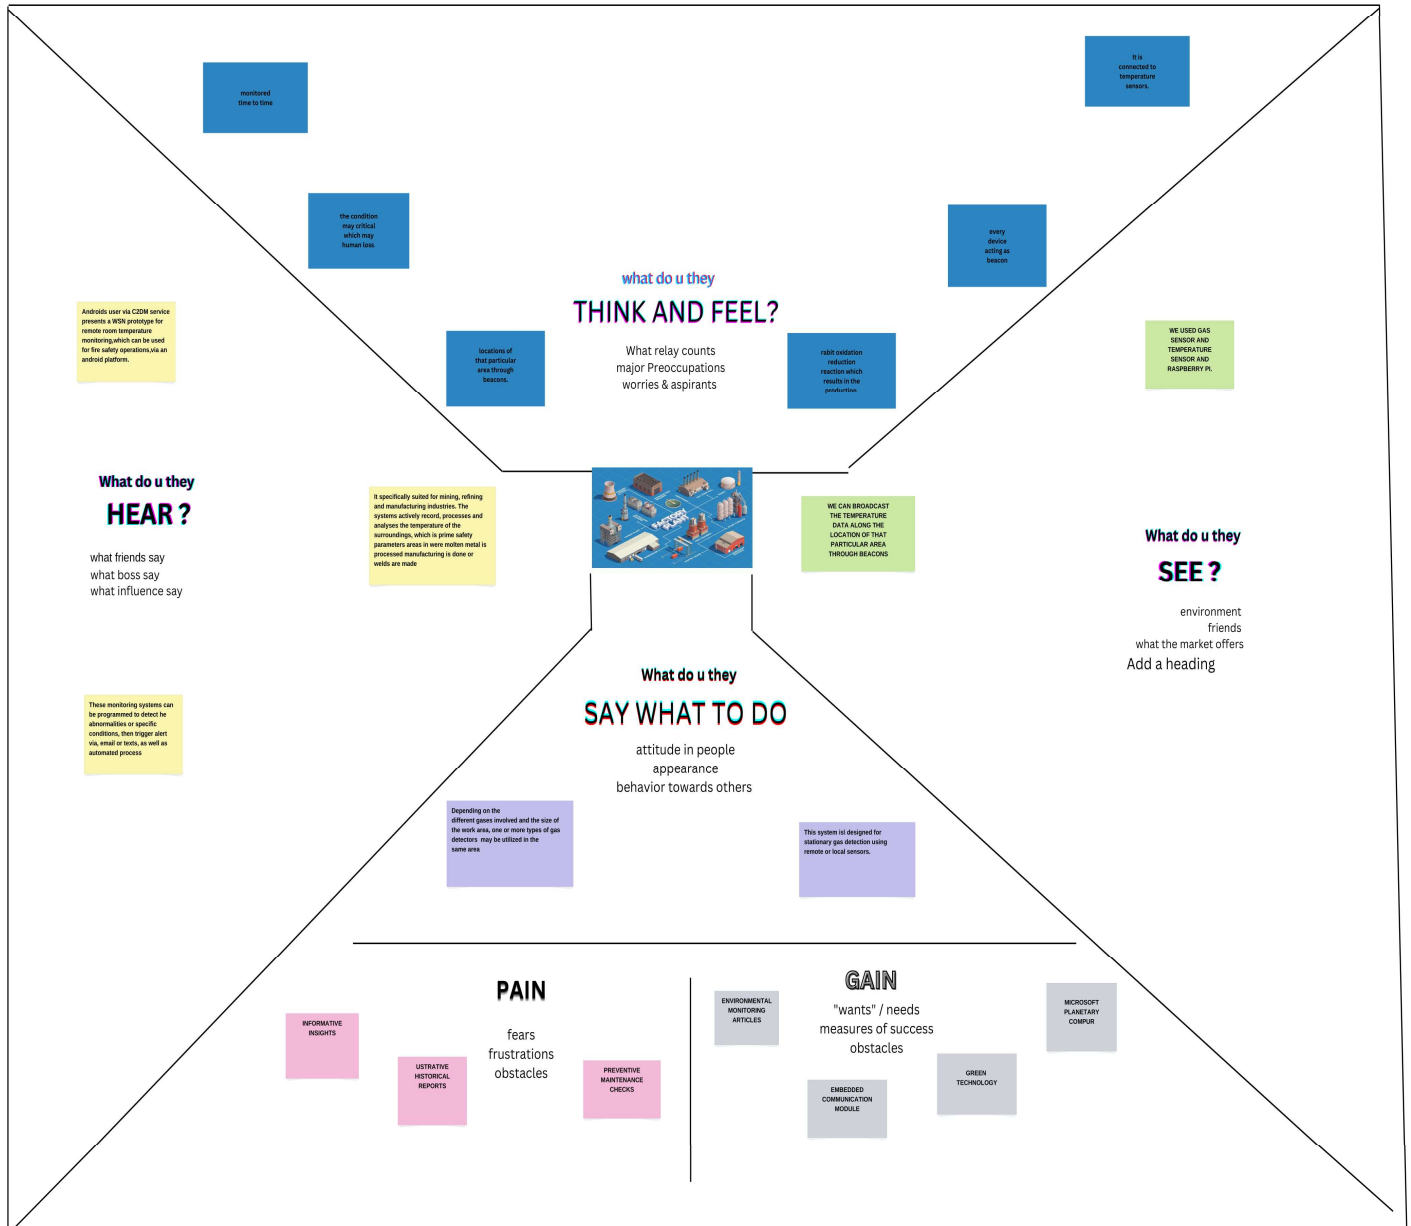 monitored
time to time
It is
connected to
temperature
sensors.
the condition
may critical
which may
human loss
every
device
acting as
beacon
what do u they
THINK AND FEEL?
What relay counts
major Preoccupations
worries & aspirants
locations of
that particular
area through
beacons.
rabit oxidation
reduction
reaction which
results in the
production
Androids user via C2DM service
presents a WSN prototype for
remote room temperature
monitoring,which can be used
for fire safety operations,via an
android platform.
WE USED GAS
SENSOR AND
TEMPERATURE
SENSOR AND
RASPBERRY PI.
What do u they
HEAR ?
what friends say
what boss say
what influence say
It specifically suited for mining, refining
and manufacturing industries. The
systems actively record, processes and
analyses the temperature of the
surroundings, which is prime safety
parameters areas in were molten metal is
processed manufacturing is done or
welds are made
FACTORY
PLANT
WE CAN BROADCAST
THE TEMPERATURE
DATA ALONG THE
LOCATION OF THAT
PARTICULAR AREA
THROUGH BEACONS
What do u they
SEE ?
environment
friends
what the market offers
Add a heading
These monitoring systems can
be programmed to detect he
abnormalities or specific
conditions, then trigger alert
via, email or texts, as well as
automated process
What do u they
SAY WHAT TO DO
attitude in people
appearance
behavior towards others
Depending on the
different gases involved and the size of
the work area, one or more types of gas
detectors may be utilized in the
same area
This system isl designed for
stationary gas detection using
remote or local sensors.
PAIN
fears
frustrations
obstacles
INFORMATIVE
INSIGHTS
USTRATIVE
HISTORICAL
REPORTS
PREVENTIVE
MAINTENANCE
CHECKS
GAIN
"wants" / needs
measures of success
obstacles
ENVIRONMENTAL
MONITORING
ARTICLES
MICROSOFT
PLANETARY
COMPUR
EMBEDDED
COMMUNICATION
MODULE
GREEN
TECHNOLOGY